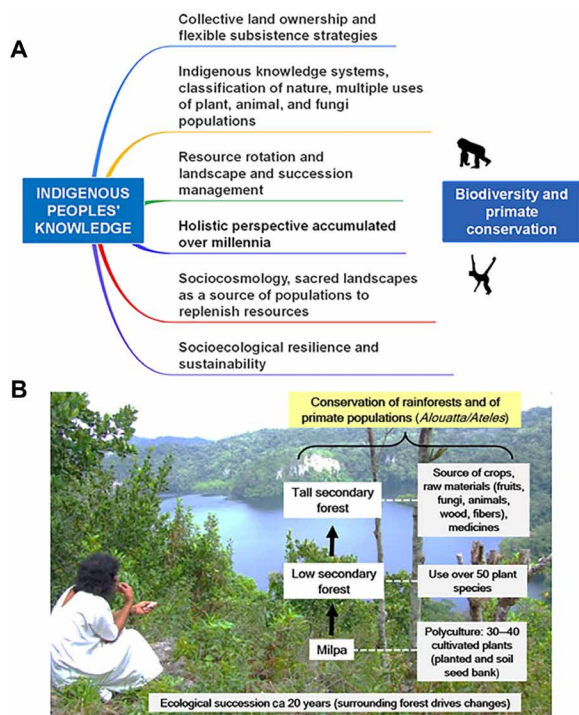 A
Collective land ownership and
flexible subsistence strategies
Indigenous knowledge systems,
classification of nature, multiple uses
of plant, animal, and fungi
populations
Resource rotation and
landscape and succession
management
INDIGENOUS
PEOPLES'
KNOWLEDGE
Holistic perspective accumulated
over millennia
Sociocosmology, sacred landscapes
as a source of populations to
replenish resources
Socioecological resilience and
sustainability
Biodiversity and
primate
conservation
B
Conservation of rainforests and of
primate populations (Alouatta/Ateles)
Tall secondary
forest
Source of crops,
raw materials (fruits,
fungi, animals,
wood, fibers),
medicines
Low secondary
forest
Use over 50 plant
species
Milpa
Polyculture: 30–40
cultivated plants
(planted and soil
seed bank)
Ecological succession ca 20 years (surrounding forest drives changes)